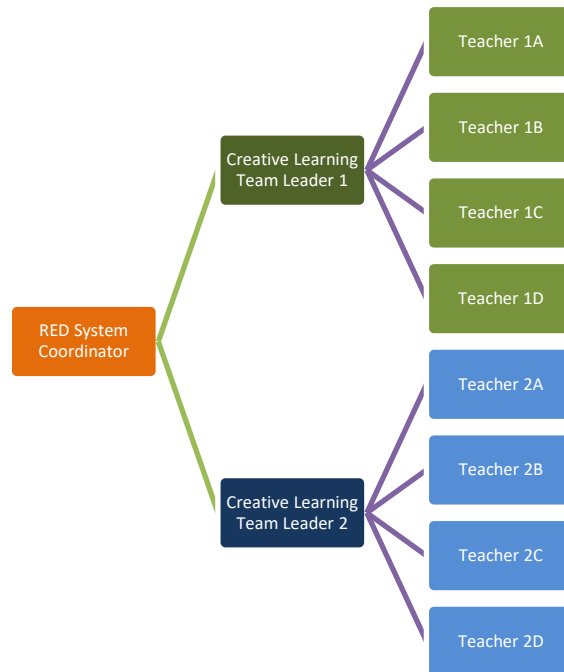 Teacher 1A
Teacher 1B
Creative Learning
Team Leader 1
Teacher 1C
Teacher 1D
RED System
Coordinator
Teacher 2A
Teacher 2B
Creative Learning
Team Leader 2
Teacher 2C
Teacher 2D